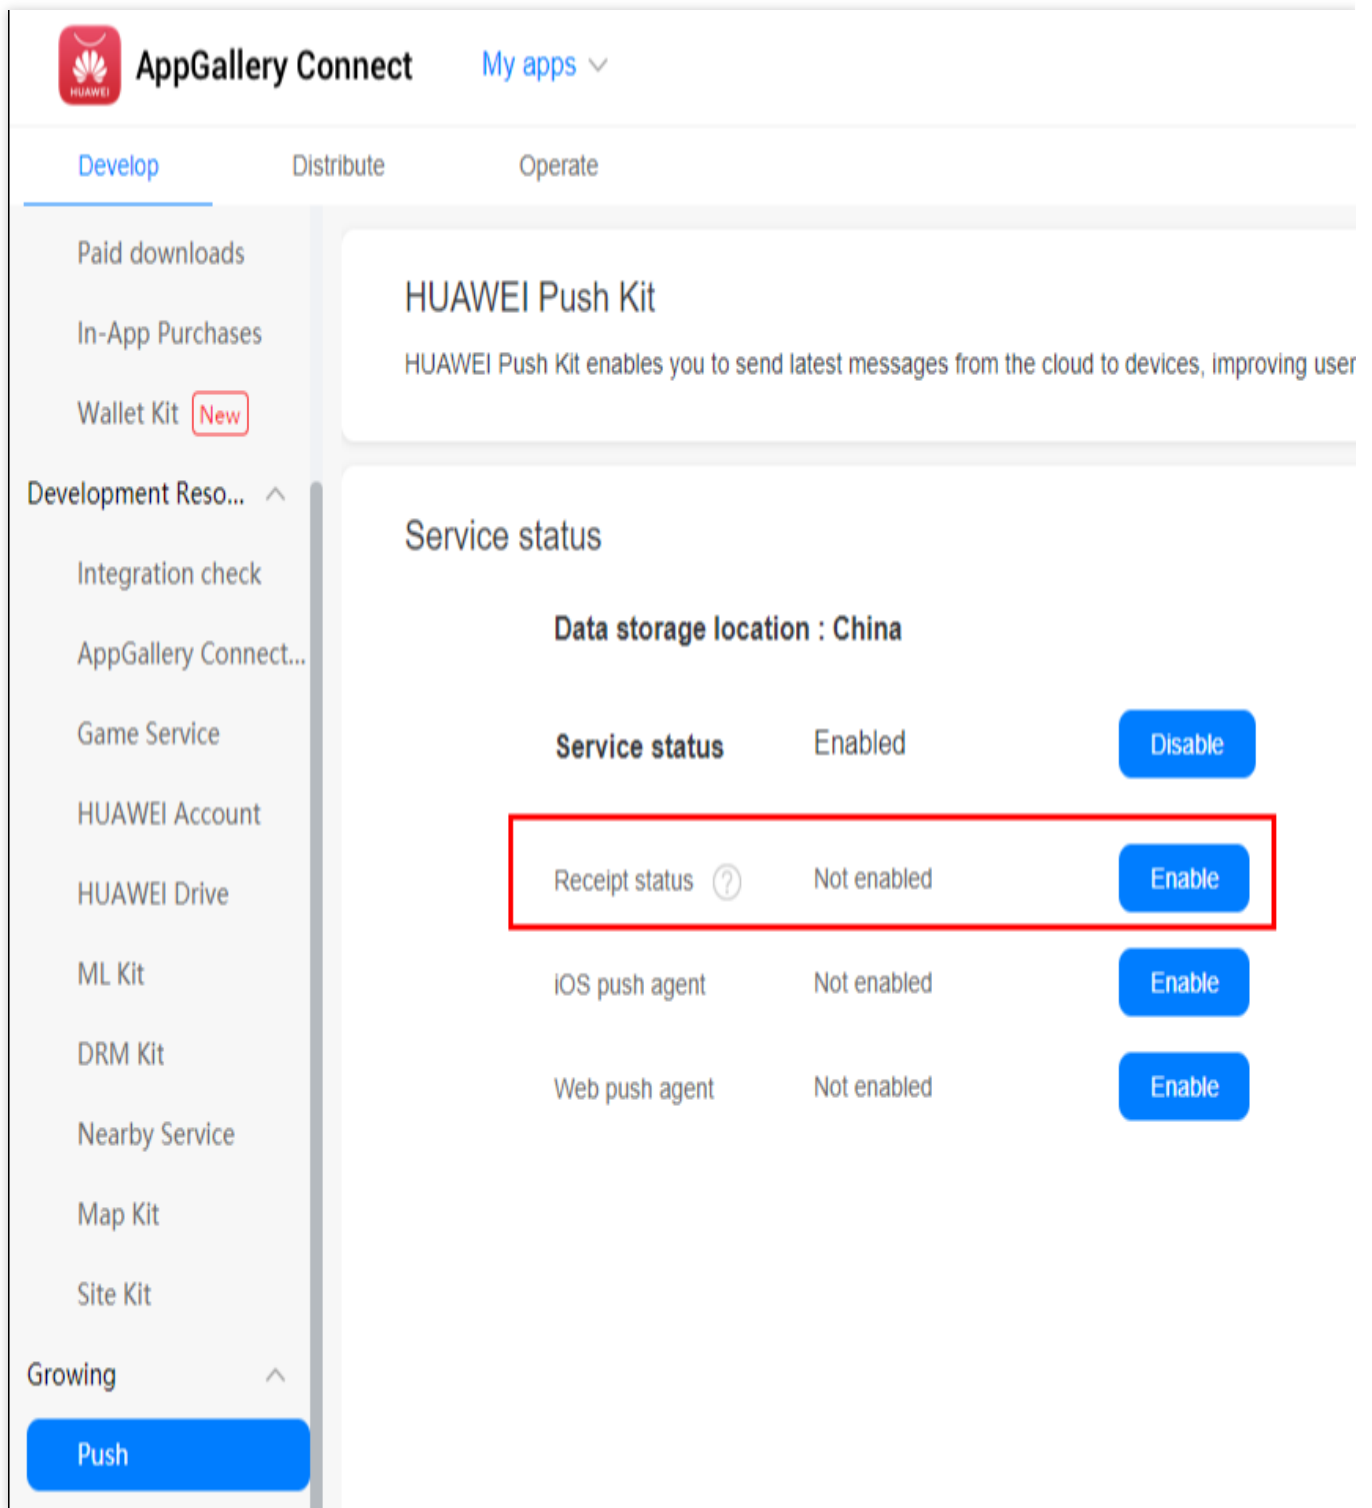 HUAWEI
AppGallery Connect
My apps
Develop
Distribute
Operate
Paid downloads
In-App Purchases
Wallet Kit New
Development Reso...
Integration check
AppGallery Connect...
Game Service
HUAWEI Account
HUAWEI Drive
ML Kit
DRM Kit
Nearby Service
Map Kit
Site Kit
Growing
Push
HUAWEI Push Kit
HUAWEI Push Kit enables you to send latest messages from the cloud to devices, improving user
Service status
Data storage location : China
Service status Enabled Disable
Receipt status ? Not enabled Enable
iOS push agent Not enabled Enable
Web push agent Not enabled Enable